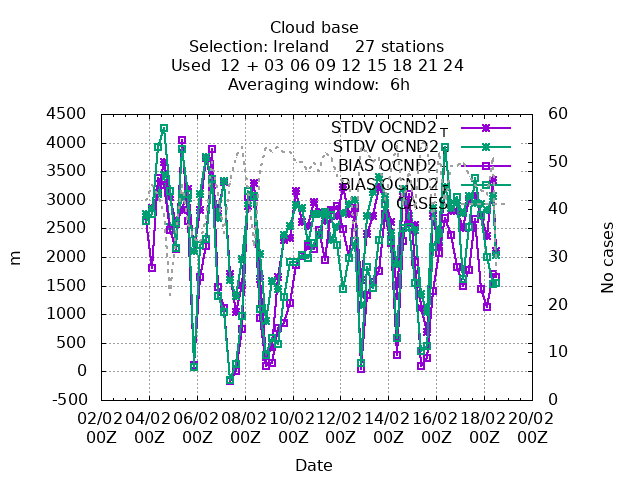 Cloud base
Selection: Ireland 27 stations
Used 12 + 03 06 09 12 15 18 21 24
Averaging window: 6h
4500
4000
3500
3000
2500
2000
1500
1000
500
0
-500
m
60
50
40
30
20
10
0
No cases
STDV OCND2 T
STDV OCND2
BIAS OCND2
BIAS OCND2
CASES
02/02 04/02 06/02 08/02 10/02 12/02 14/02 16/02 18/02 20/02
00Z 00Z 00Z 00Z 00Z 00Z 00Z 00Z 00Z 00Z
Date